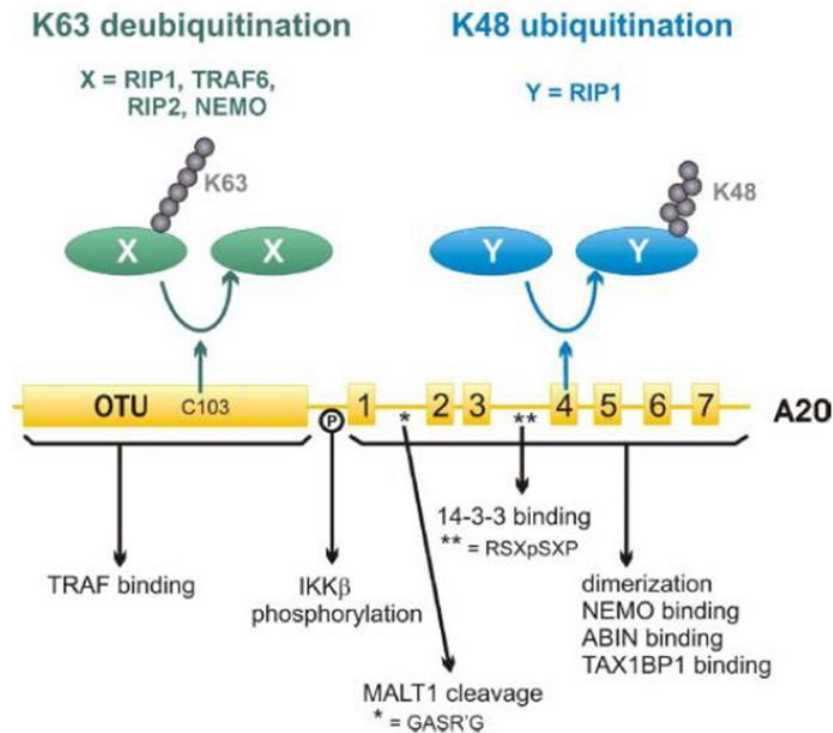 K63 deubiquitination
K48 ubiquitination
X = RIP1, TRAF6,
RIP2, NEMO
Y = RIP1
K63
K48
X
X
Y
Y
OTU
C103
P
1
*
2
3
**
4
5
6
7
A20
TRAF binding
IKKβ
phosphorylation
14-3-3 binding
** = RSXpSXP
MALT1 cleavage
* = GASR'G
dimerization
NEMO binding
ABIN binding
TAX1BP1 binding